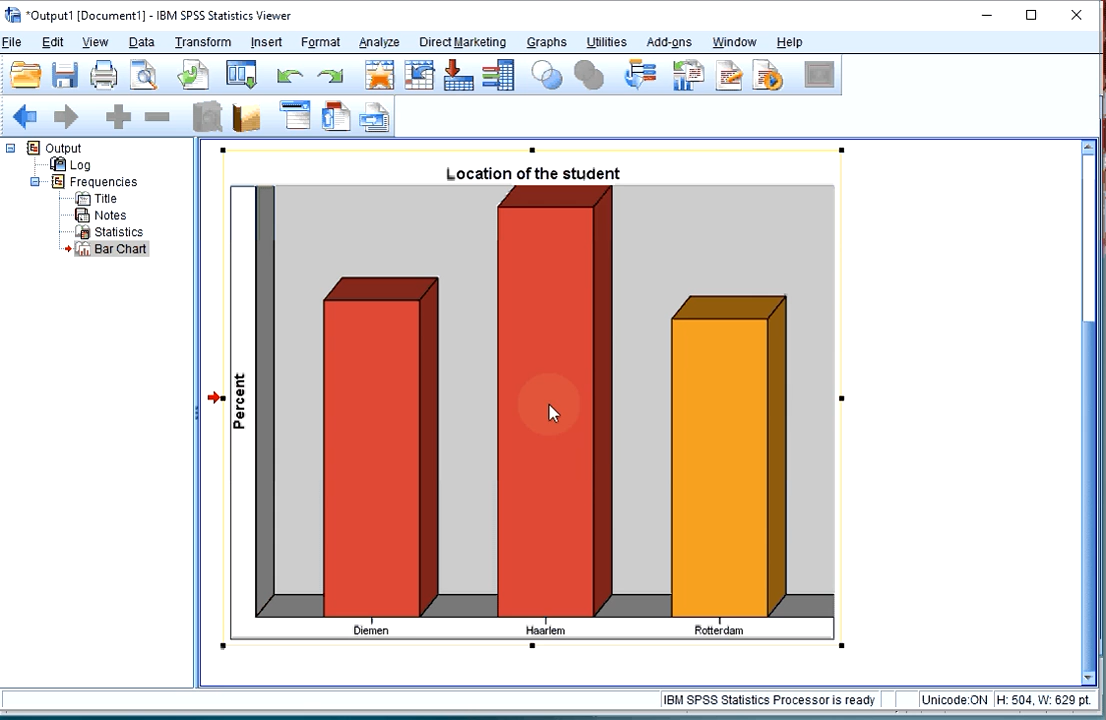 *Output1 [Document1] - IBM SPSS Statistics Viewer
File Edit View Data Transform Insert Format Analyze Direct Marketing Graphs Utilities Add-ons Window Help
Output
Log
Frequencies
Title
Notes
Statistics
Bar Chart
Location of the student
Percent
Diemen Haarlem Rotterdam
IBM SPSS Statistics Processor is ready Unicode:ON H: 504, W: 629 pt.